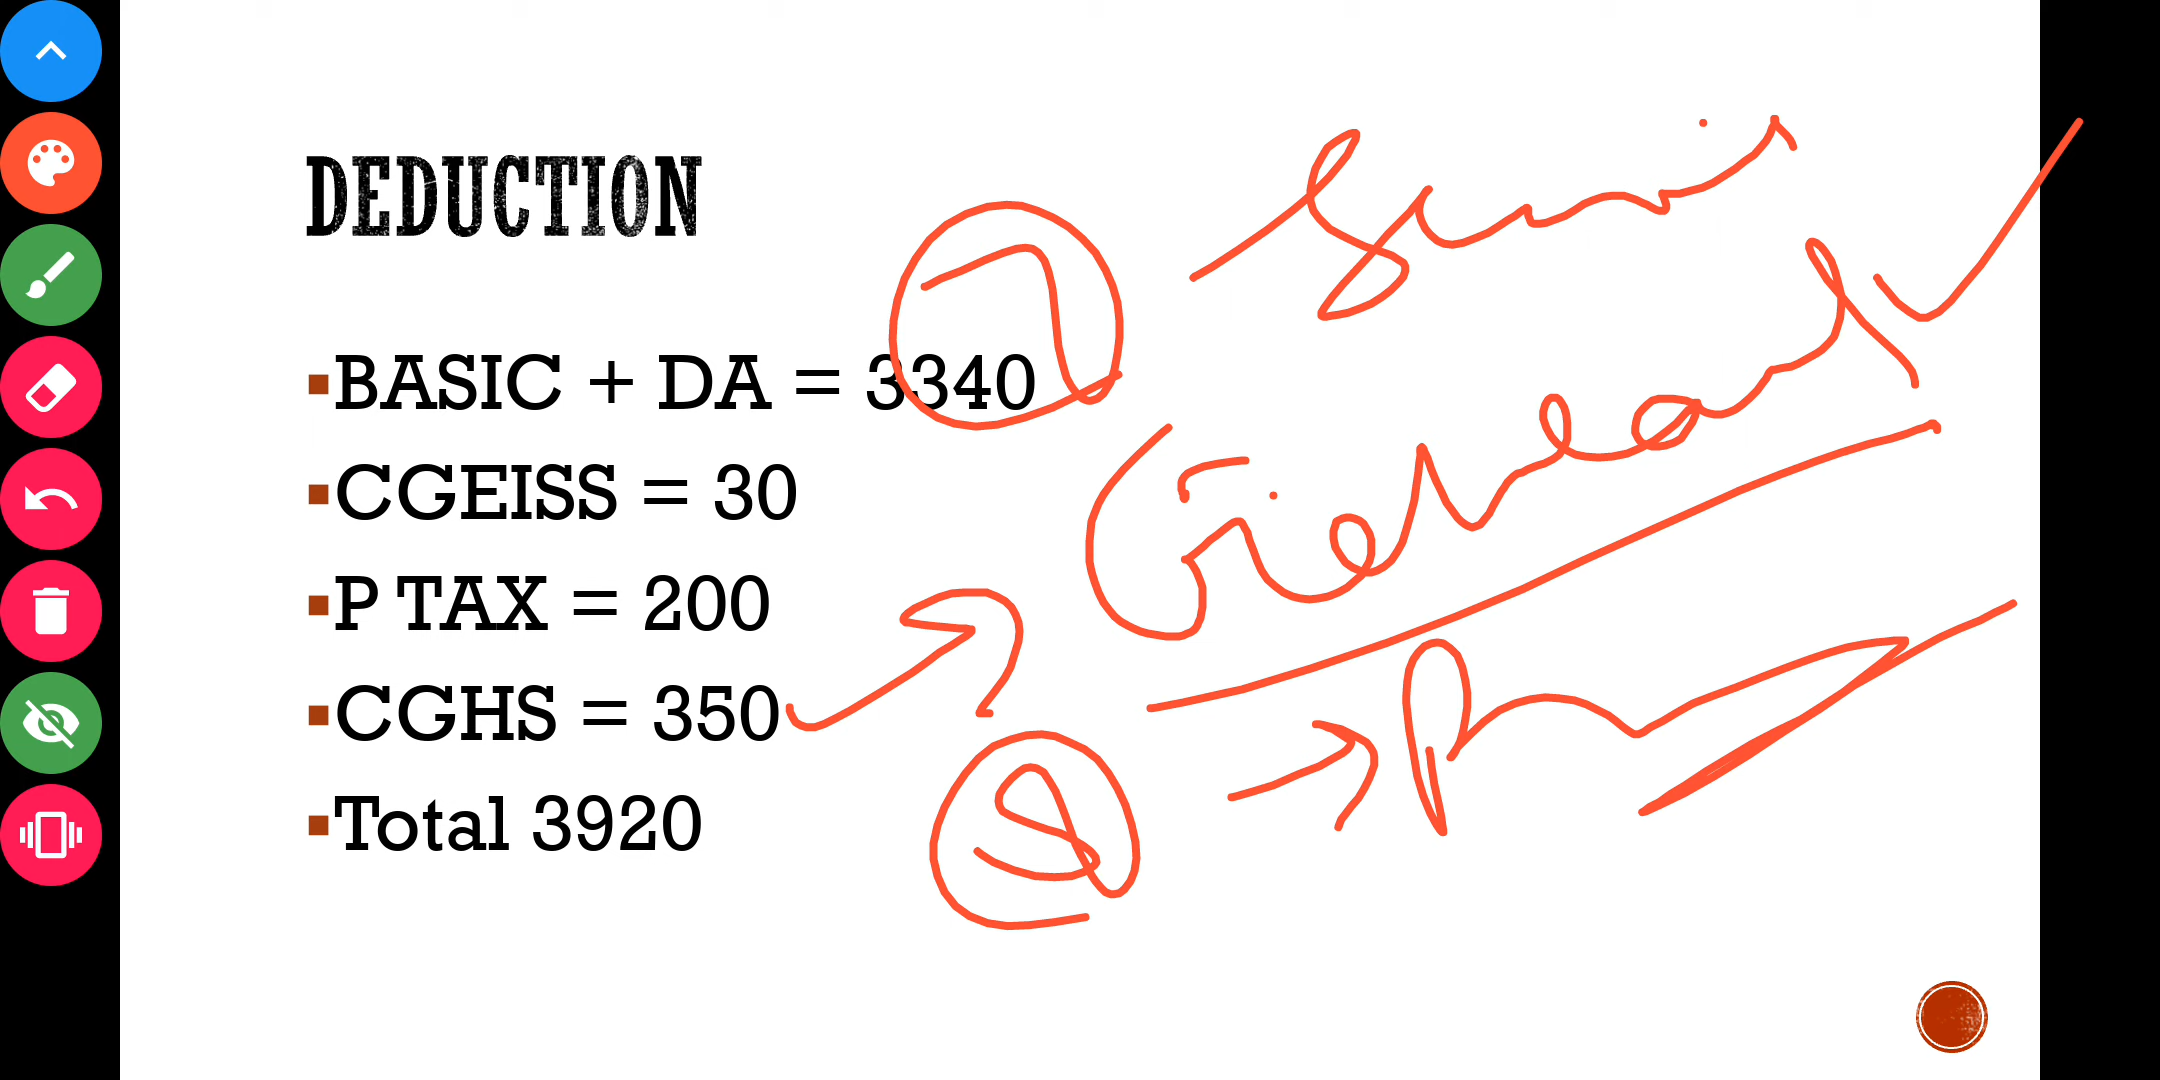 DEDUCTION
▪BASIC + DA = 3340
▪CGEISS = 30
▪P TAX = 200
▪CGHS = 350
▪Total 3920